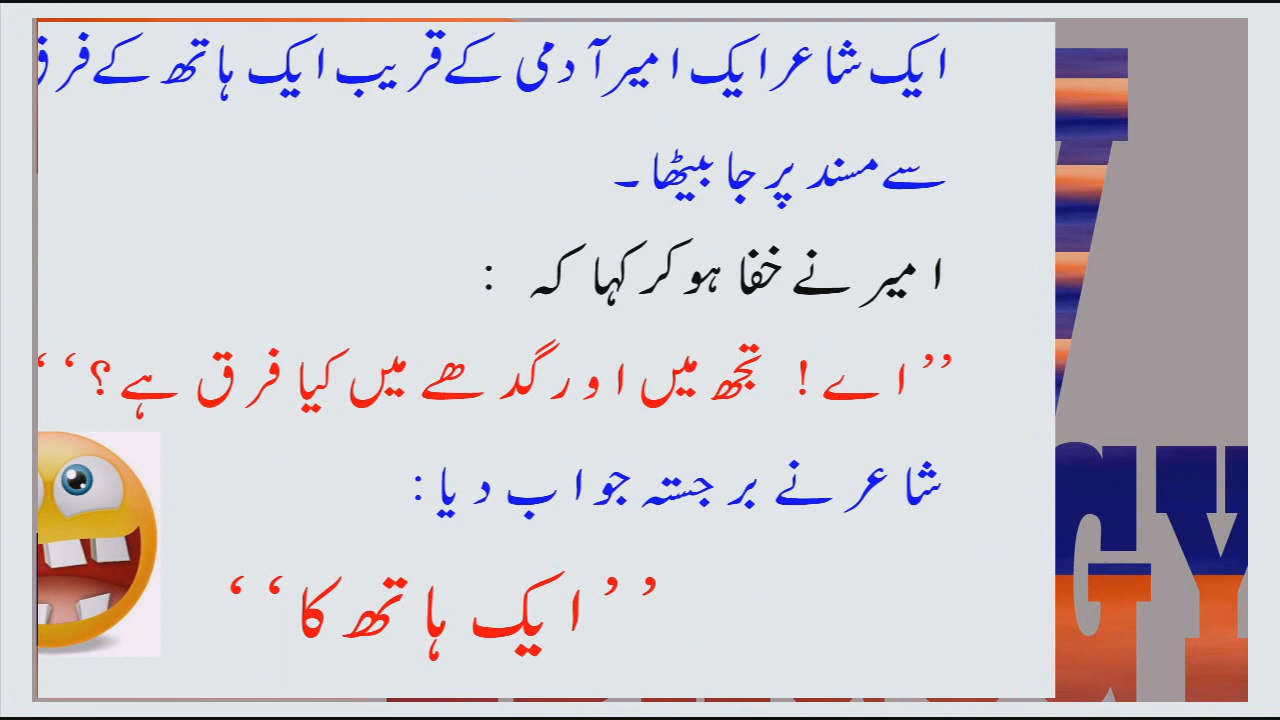 ایک شاعر ایک امیر آدمی کے قریب ایک ہاتھ کے فرق
سے مسند پر جا بیٹھا۔
امیر نے خفا ہو کر کہا کہ :
’’اے! تجھ میں اور گدھے میں کیا فرق ہے؟‘‘
شاعر نے برجستہ جواب دیا:
’’ایک ہاتھ کا‘‘
GY